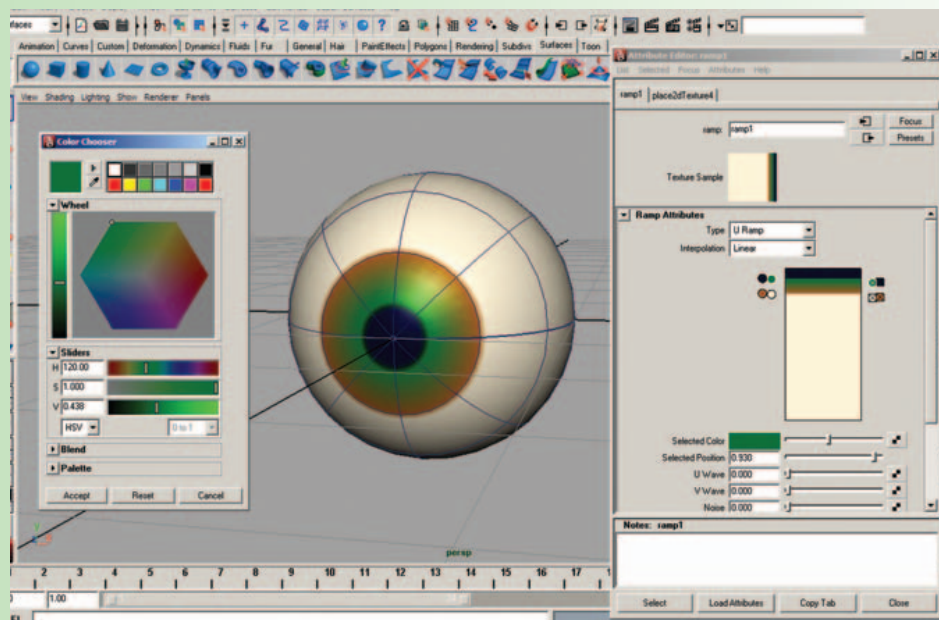 Surfaces
Animation Curves Custom Deformation Dynamics Fluids Fur General Hair PaintEffects Polygons Rendering Subdivs Surfaces Toon
View Shading Lighting Show Renderer Panels
Color Chooser
Wheel
Sliders
H 120.00
S 1.000
V 0.438
HSV 0 to 1
Blend
Palette
Accept Reset Cancel
persp
y
2 3 4 5 6 7 8 9 10 11 12 13 14 15 16 17
1.00
Attribute Editor: ramp1
List Selected Focus Attributes Help
ramp1 place2dTexture4
ramp: ramp1
Focus
Presets
Texture Sample
Ramp Attributes
Type U Ramp
Interpolation Linear
Selected Color
Selected Position 0.930
U Wave 0.000
V Wave 0.000
Noise 0.000
Notes: ramp1
Select Load Attributes Copy Tab Close